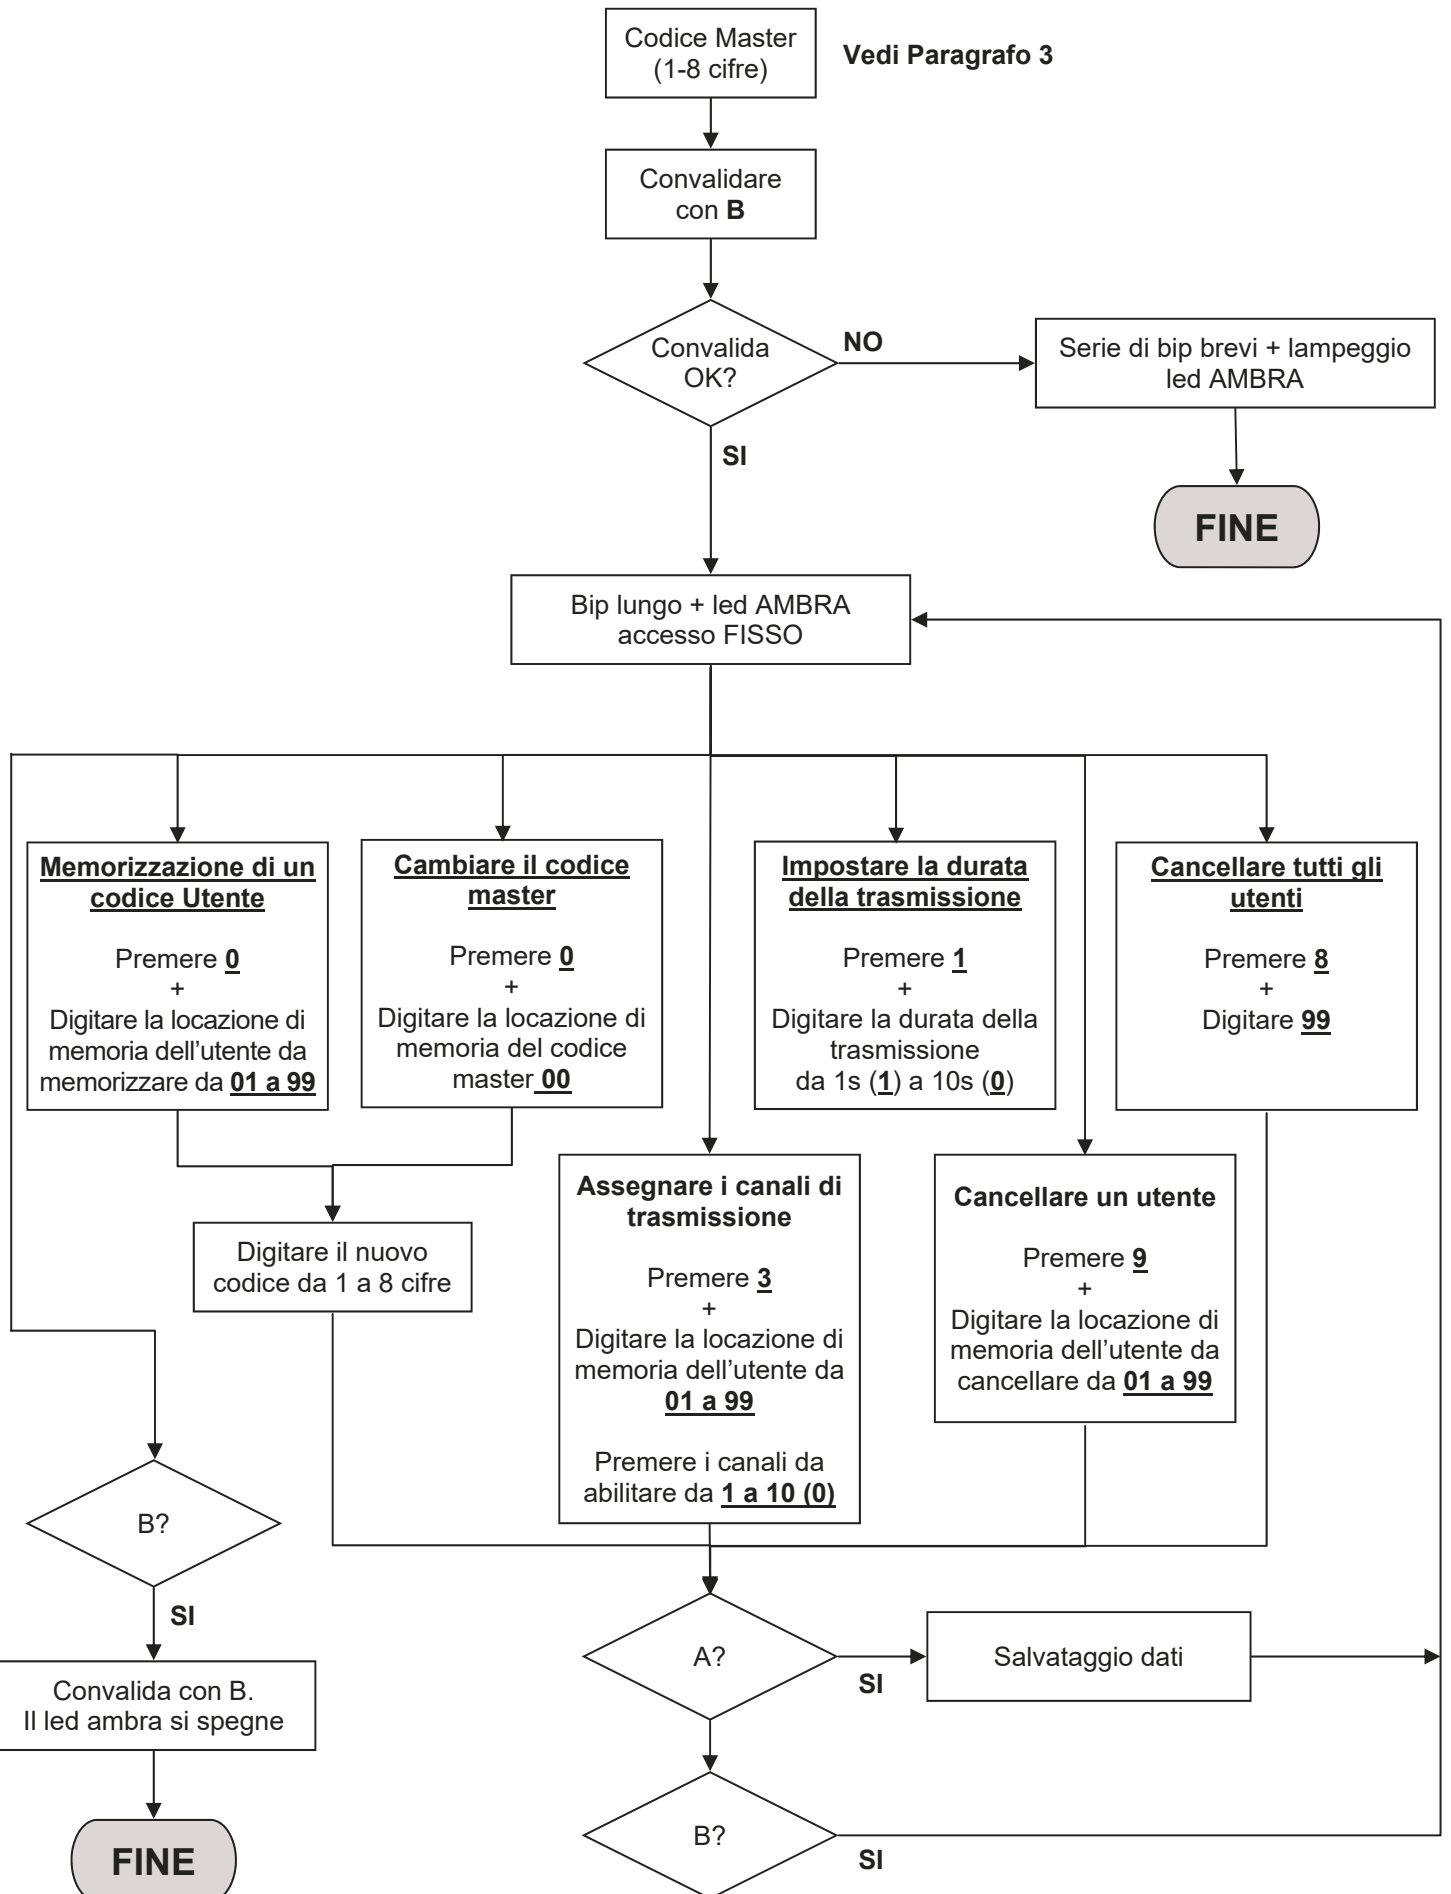 Codice Master
(1-8 cifre)
Vedi Paragrafo 3
Convalidare
con B
Convalida
OK?
NO
Serie di bip brevi + lampeggio
led AMBRA
SI
FINE
Bip lungo + led AMBRA
accesso FISSO
Memorizzazione di un
codice Utente
Premere 0
+
Digitare la locazione di
memoria dell'utente da
memorizzare da 01 a 99
Cambiare il codice
master
Premere 0
+
Digitare la locazione di
memoria del codice
master 00
Impostare la durata
della trasmissione
Premere 1
+
Digitare la durata della
trasmissione
da 1s (1) a 10s (0)
Cancellare tutti gli
utenti
Premere 8
+
Digitare 99
Digitare il nuovo
codice da 1 a 8 cifre
Assegnare i canali di
trasmissione
Premere 3
+
Digitare la locazione di
memoria dell'utente da
01 a 99
Premere i canali da
abilitare da 1 a 10 (0)
Cancellare un utente
Premere 9
+
Digitare la locazione di
memoria dell'utente da
cancellare da 01 a 99
B?
SI
Convalida con B.
Il led ambra si spegne
FINE
A?
SI
Salvataggio dati
B?
SI